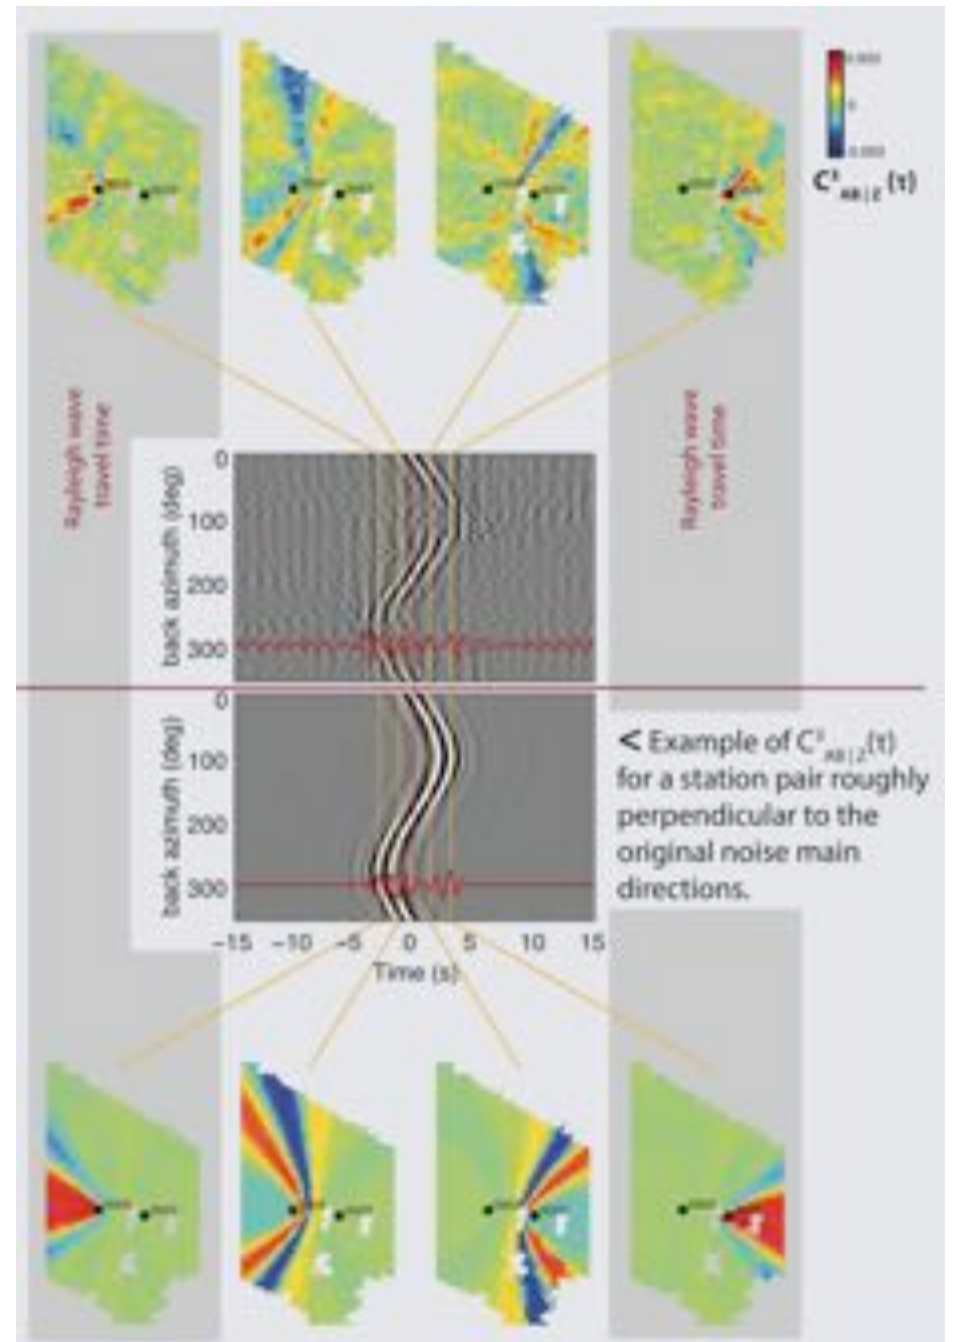 0
C³AB|Z (τ)
Rayleigh wave
travel time
Rayleigh wave
travel time
back azimuth (deg)
0
100
200
300
back azimuth (deg)
0
100
200
300
-15 -10 -5 0 5 10 15
Time (s)
< Example of C³AB|Z(τ)
for a station pair roughly
perpendicular to the
original noise main
directions.